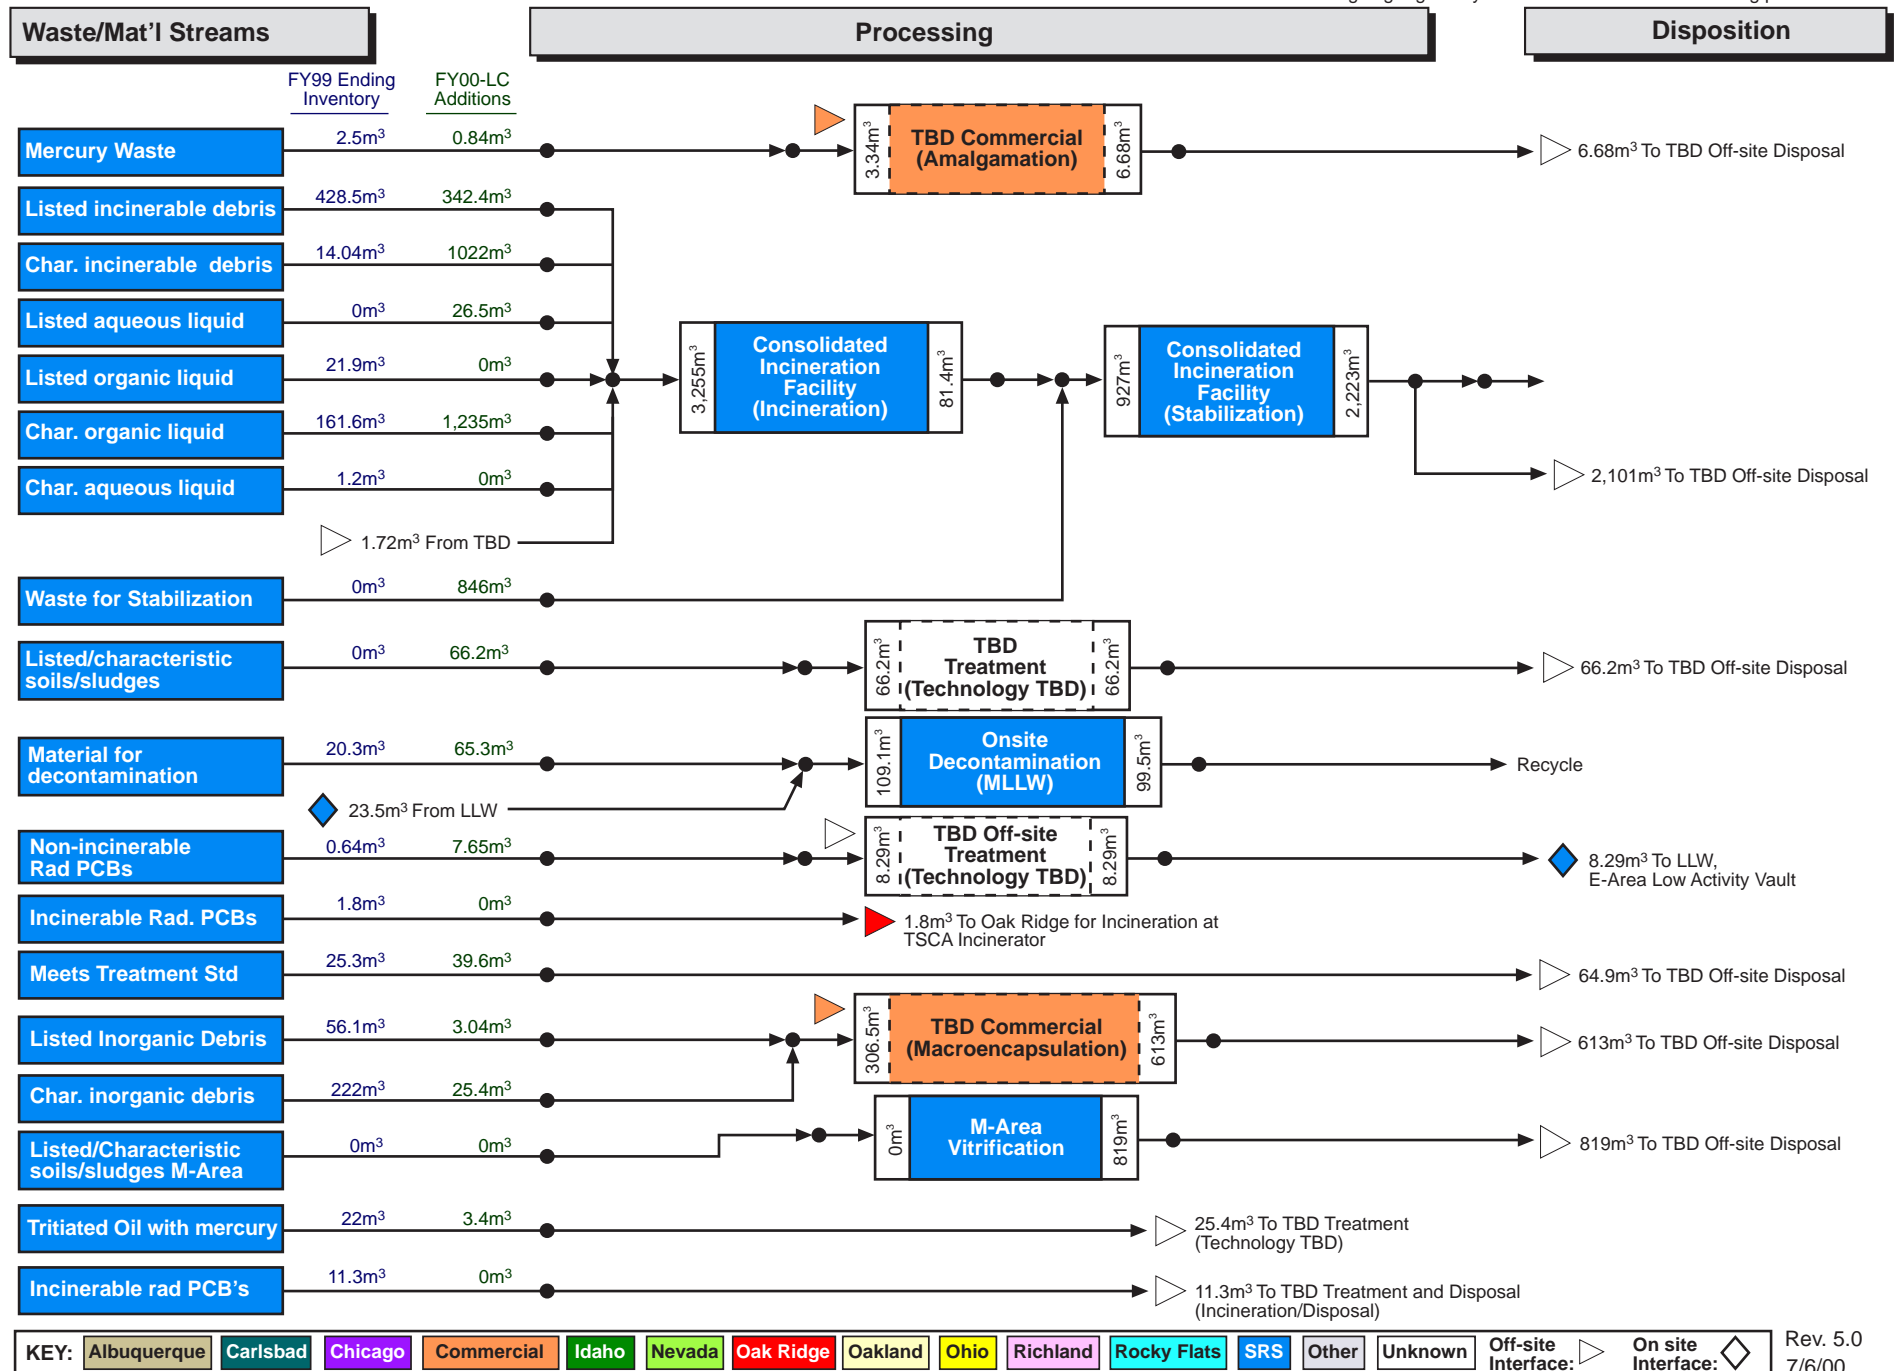 Waste/Mat'l Streams
Processing
Disposition
FY99 Ending
Inventory
FY00-LC
Additions
Mercury Waste
2.5m³
0.84m³
3.34m³
TBD Commercial
(Amalgamation)
6.68m³
6.68m³ To TBD Off-site Disposal
Listed incinerable debris
428.5m³
342.4m³
Char. incinerable debris
14.04m³
1022m³
Listed aqueous liquid
0m³
26.5m³
Listed organic liquid
21.9m³
0m³
Char. organic liquid
161.6m³
1,235m³
Char. aqueous liquid
1.2m³
0m³
1.72m³ From TBD
3,255m³
Consolidated
Incineration
Facility
(Incineration)
81.4m³
927m³
Consolidated
Incineration
Facility
(Stabilization)
2,223m³
2,101m³ To TBD Off-site Disposal
Waste for Stabilization
0m³
846m³
Listed/characteristic
soils/sludges
0m³
66.2m³
66.2m³
TBD
Treatment
(Technology TBD)
66.2m³
66.2m³ To TBD Off-site Disposal
Material for
decontamination
20.3m³
65.3m³
23.5m³ From LLW
109.1m³
Onsite
Decontamination
(MLLW)
99.5m³
Recycle
Non-incinerable
Rad PCBs
0.64m³
7.65m³
8.29m³
TBD Off-site
Treatment
(Technology TBD)
8.29m³
8.29m³ To LLW,
E-Area Low Activity Vault
Incinerable Rad. PCBs
1.8m³
0m³
1.8m³ To Oak Ridge for Incineration at
TSCA Incinerator
Meets Treatment Std
25.3m³
39.6m³
64.9m³ To TBD Off-site Disposal
Listed Inorganic Debris
56.1m³
3.04m³
306.5m³
TBD Commercial
(Macroencapsulation)
613m³
613m³ To TBD Off-site Disposal
Char. inorganic debris
222m³
25.4m³
Listed/Characteristic
soils/sludges M-Area
0m³
0m³
0m³
M-Area
Vitrification
819m³
819m³ To TBD Off-site Disposal
Tritiated Oil with mercury
22m³
3.4m³
25.4m³ To TBD Treatment
(Technology TBD)
Incinerable rad PCB's
11.3m³
0m³
11.3m³ To TBD Treatment and Disposal
(Incineration/Disposal)
KEY: Albuquerque Carlsbad Chicago Commercial Idaho Nevada Oak Ridge Oakland Ohio Richland Rocky Flats SRS Other Unknown
Off-site
Interface:
On site
Interface:
Rev. 5.0
7/6/00